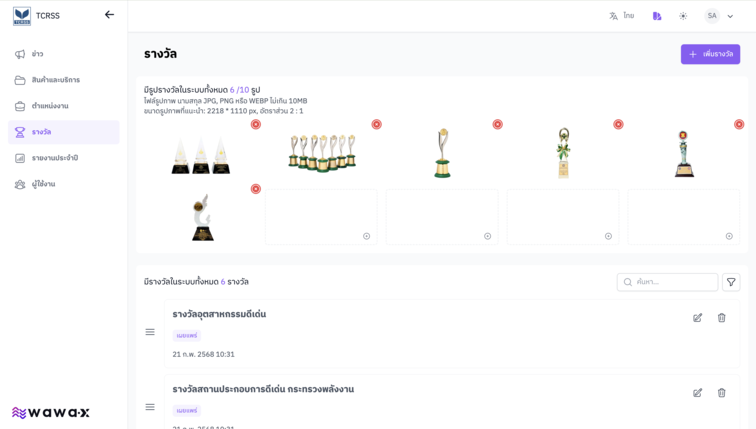 TCRSS
ไทย
SA
ข่าว
สินค้าและบริการ
ตำแหน่งงาน
รางวัล
รายงานประจำปี
ผู้ใช้งาน
wawa-x
รางวัล
เพิ่มรางวัล
มีรูปรางวัลในระบบทั้งหมด 6 /10 รูป
ไฟล์รูปภาพ นามสกุล JPG, PNG หรือ WEBP ไม่เกิน 10MB
ขนาดรูปภาพที่แนะนำ: 2218 * 1110 px, อัตราส่วน 2 : 1
มีรางวัลในระบบทั้งหมด 6 รางวัล
ค้นหา...
รางวัลอุตสาหกรรมดีเด่น
เผยแพร่
21 ก.พ. 2568 10:31
รางวัลสถานประกอบการดีเด่น กระทรวงพลังงาน
เผยแพร่
21 ก.พ. 2568 10:31